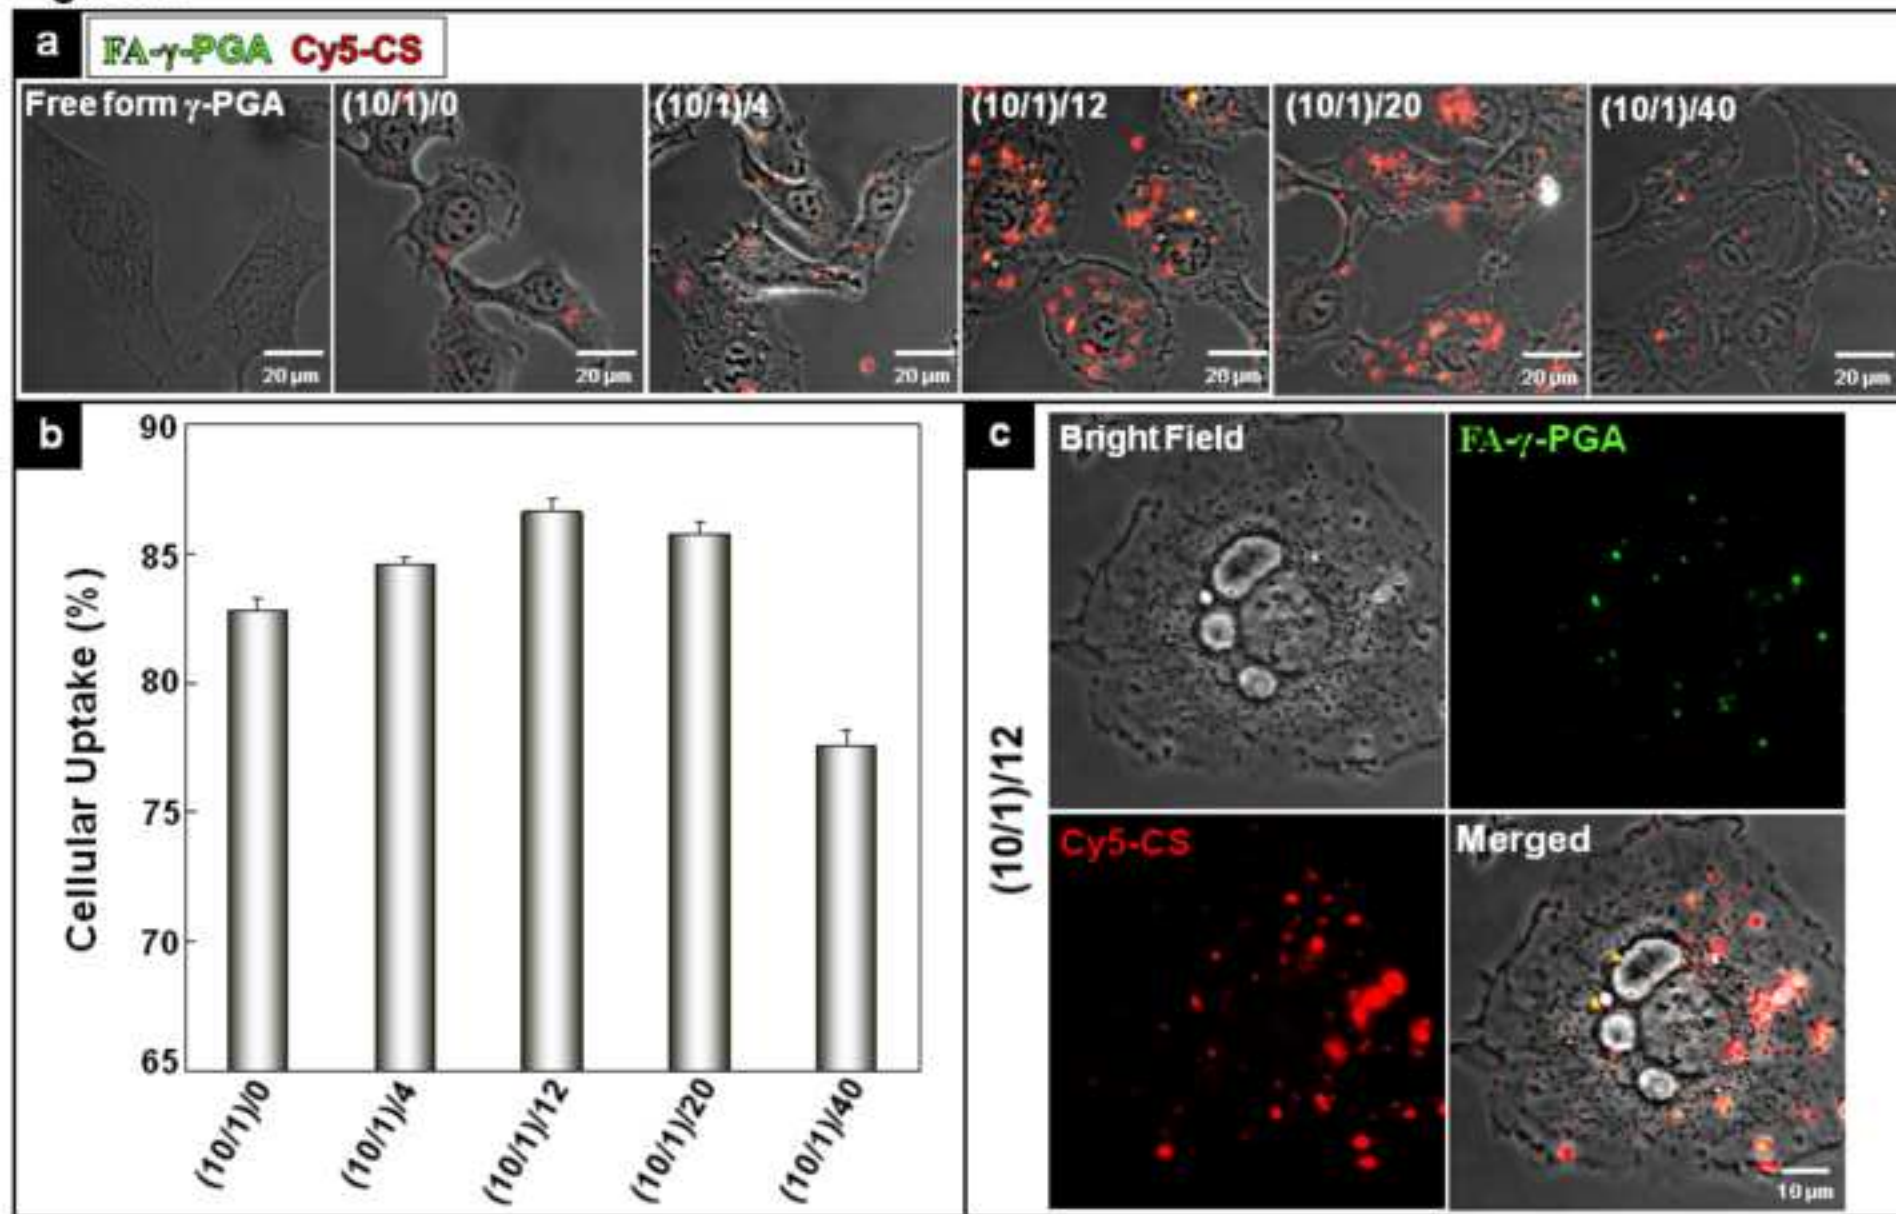 a
FA-γ-PGA Cy5-CS
Free form γ-PGA
20 μm
(10/1)/0
20 μm
(10/1)/4
20 μm
(10/1)/12
20 μm
(10/1)/20
20 μm
(10/1)/40
20 μm
b
Cellular Uptake (%)
90
85
80
75
70
65
(10/1)/0
(10/1)/4
(10/1)/12
(10/1)/20
(10/1)/40
c
(10/1)/12
Bright Field
FA-γ-PGA
Cy5-CS
Merged
10 μm